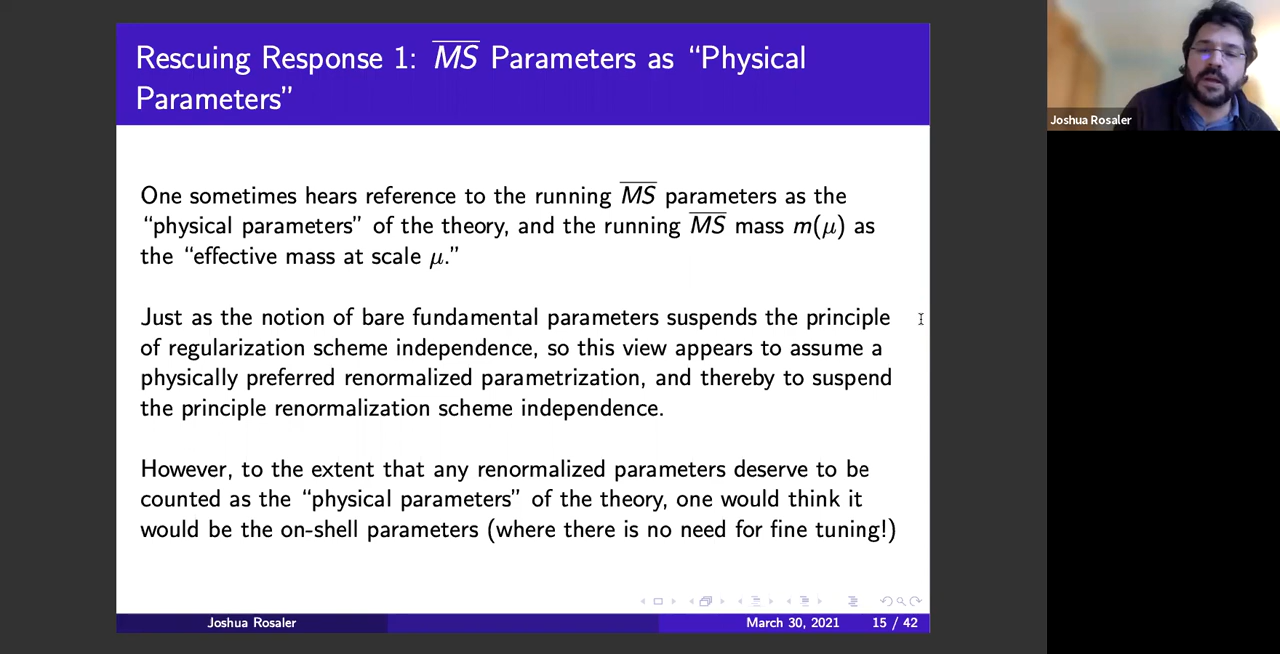 Rescuing Response 1: $\overline{MS}$ Parameters as “Physical
Parameters”
One sometimes hears reference to the running $\overline{MS}$ parameters as the
“physical parameters” of the theory, and the running $\overline{MS}$ mass m(μ) as
the “effective mass at scale μ.”
Just as the notion of bare fundamental parameters suspends the principle
of regularization scheme independence, so this view appears to assume a
physically preferred renormalized parametrization, and thereby to suspend
the principle renormalization scheme independence.
However, to the extent that any renormalized parameters deserve to be
counted as the “physical parameters” of the theory, one would think it
would be the on-shell parameters (where there is no need for fine tuning!)
Joshua Rosaler March 30, 2021 15 / 42
Joshua Rosaler